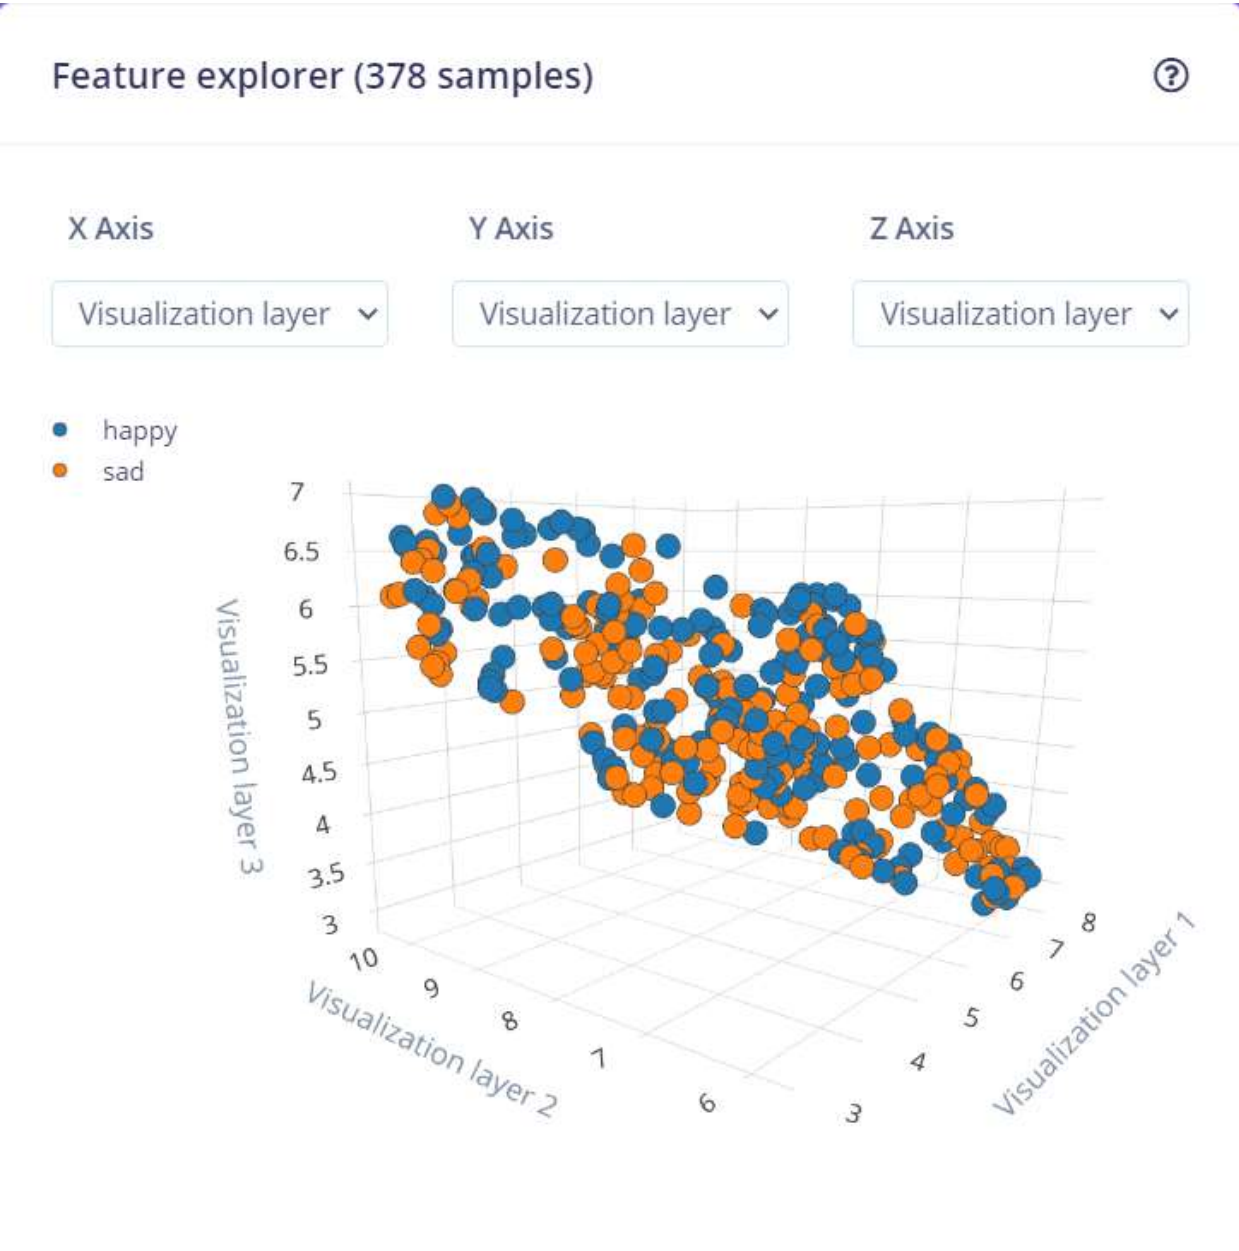 Feature explorer (378 samples)
X Axis
Y Axis
Z Axis
Visualization layer
Visualization layer
Visualization layer
happy
sad
7
6.5
6
5.5
5
4.5
4
3.5
3
Visualization layer 3
10
9
8
7
6
Visualization layer 2
3
4
5
6
7
8
Visualization layer 1